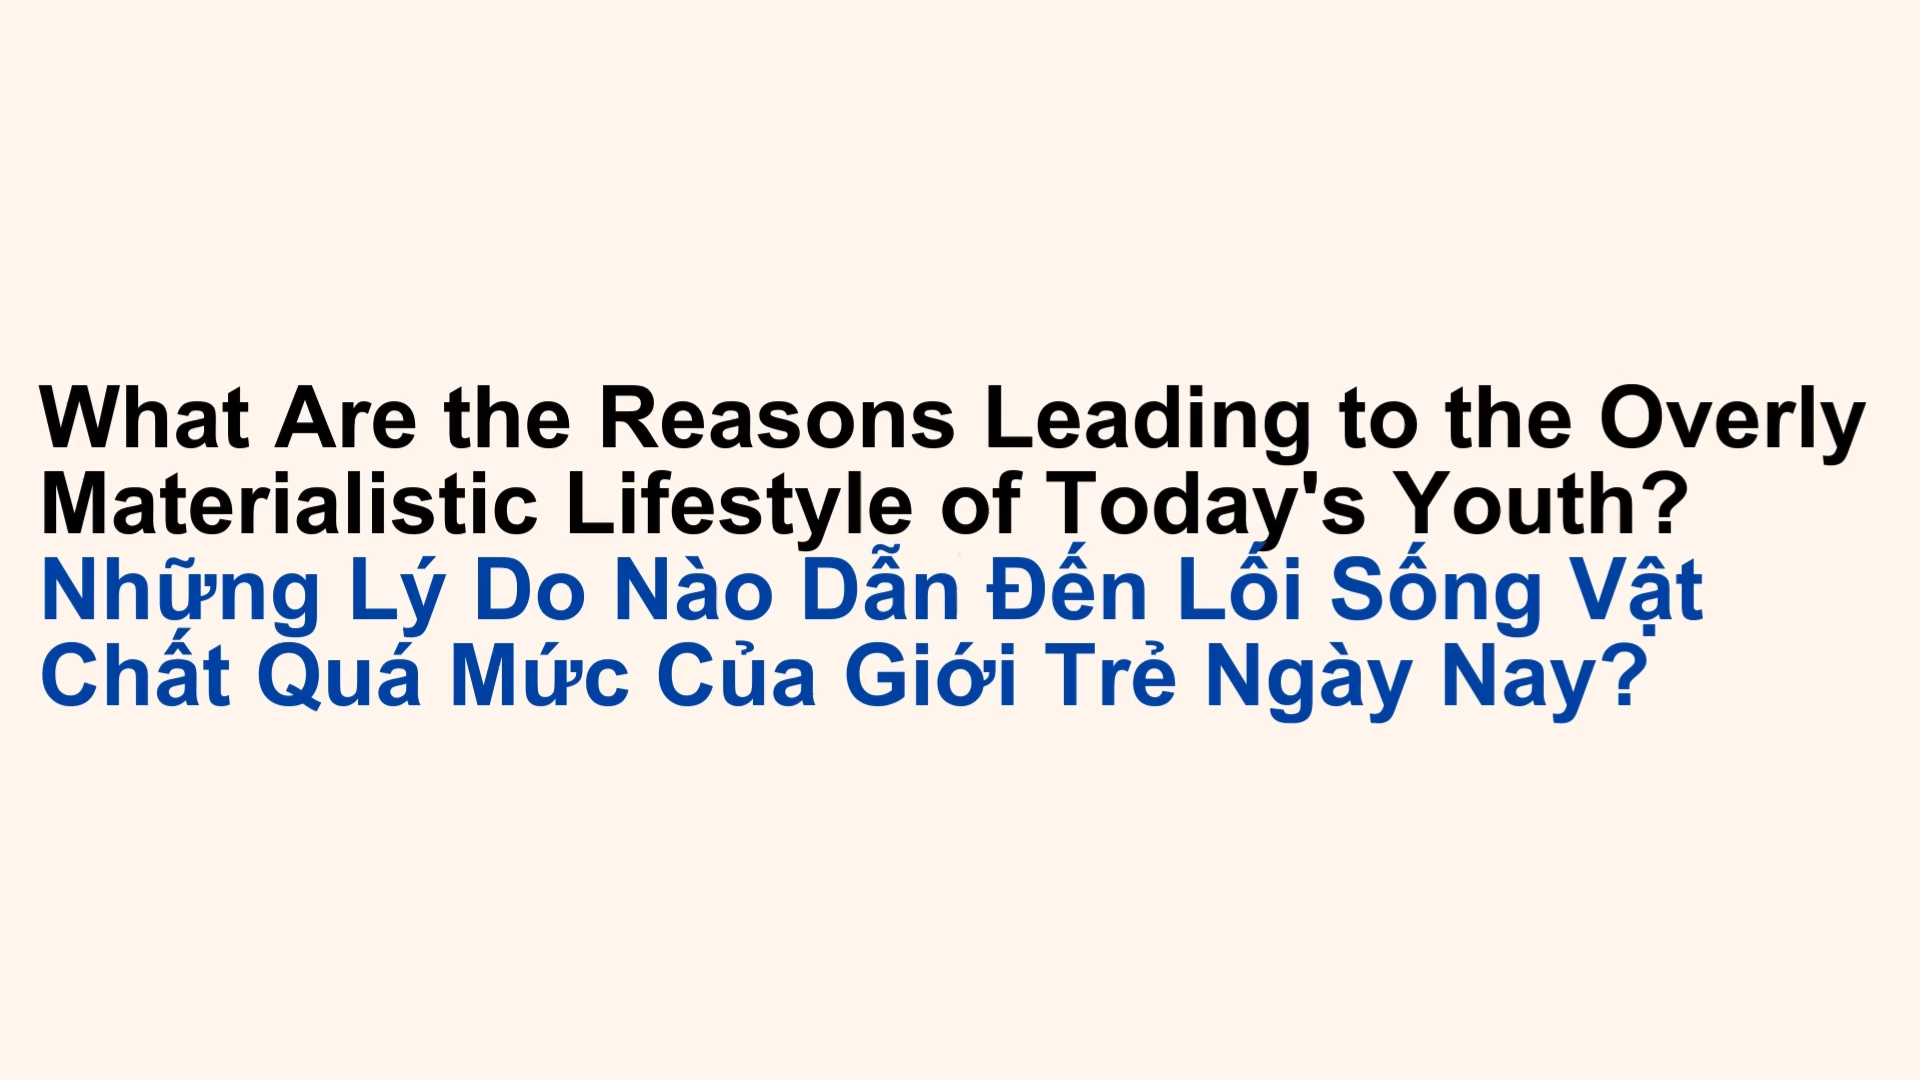 What Are the Reasons Leading to the Overly
Materialistic Lifestyle of Today's Youth?
Những Lý Do Nào Dẫn Đến Lối Sống Vật
Chất Quá Mức Của Giới Trẻ Ngày Nay?